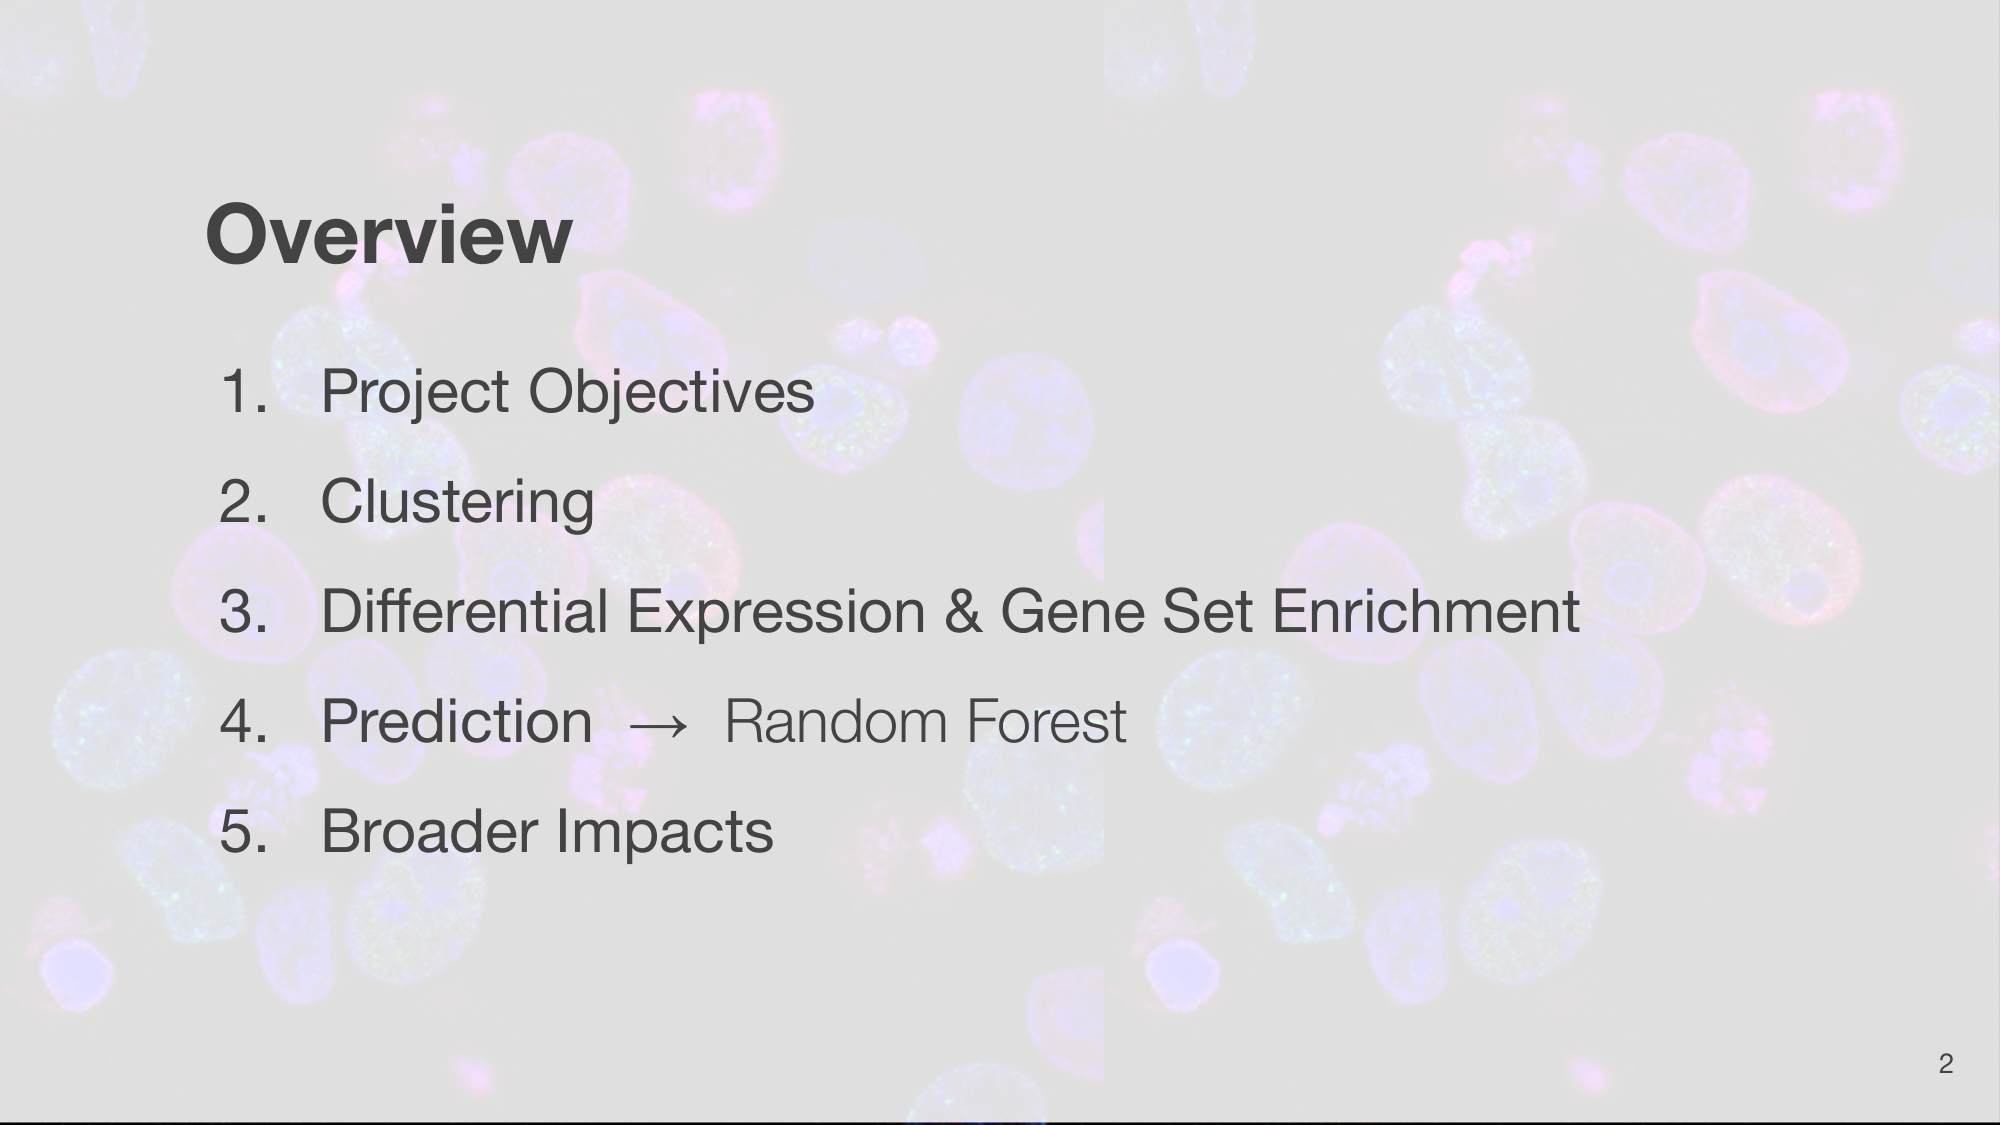 Overview
1. Project Objectives
2. Clustering
3. Differential Expression & Gene Set Enrichment
4. Prediction → Random Forest
5. Broader Impacts
2